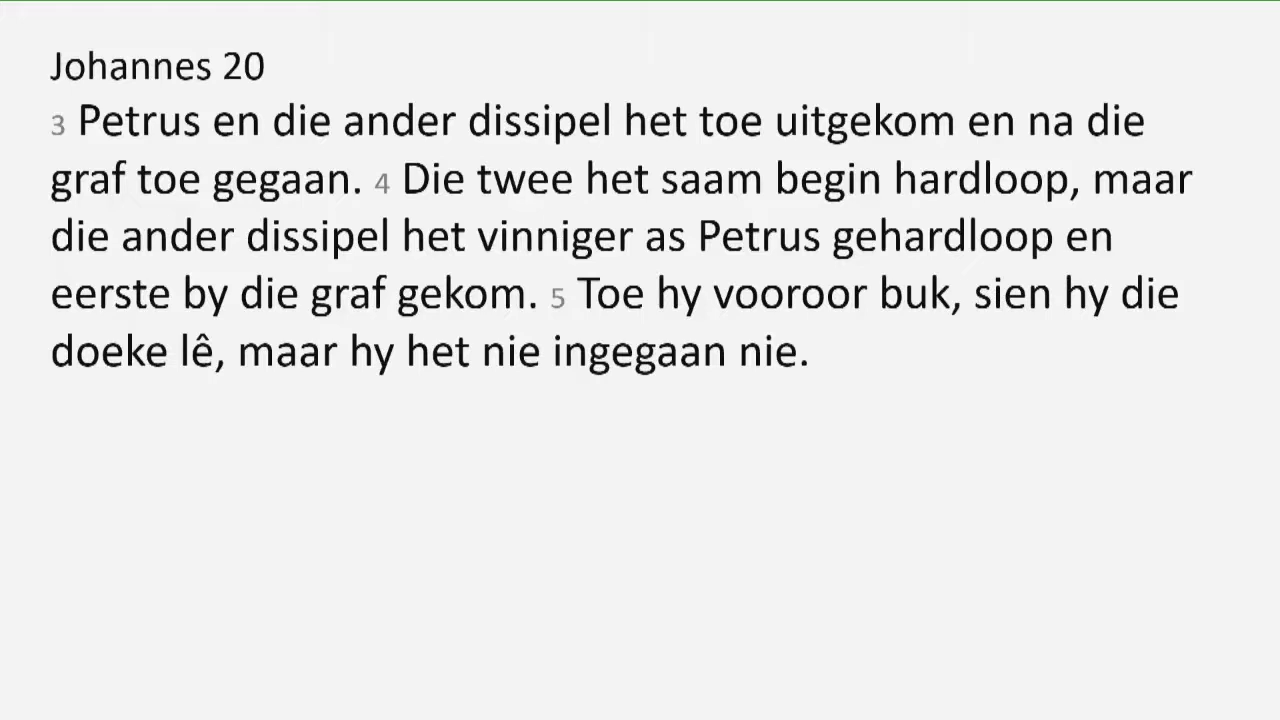 Johannes 20
3 Petrus en die ander dissipel het toe uitgekom en na die
graf toe gegaan. 4 Die twee het saam begin hardloop, maar
die ander dissipel het vinniger as Petrus gehardloop en
eerste by die graf gekom. 5 Toe hy vooroor buk, sien hy die
doeke lê, maar hy het nie ingegaan nie.